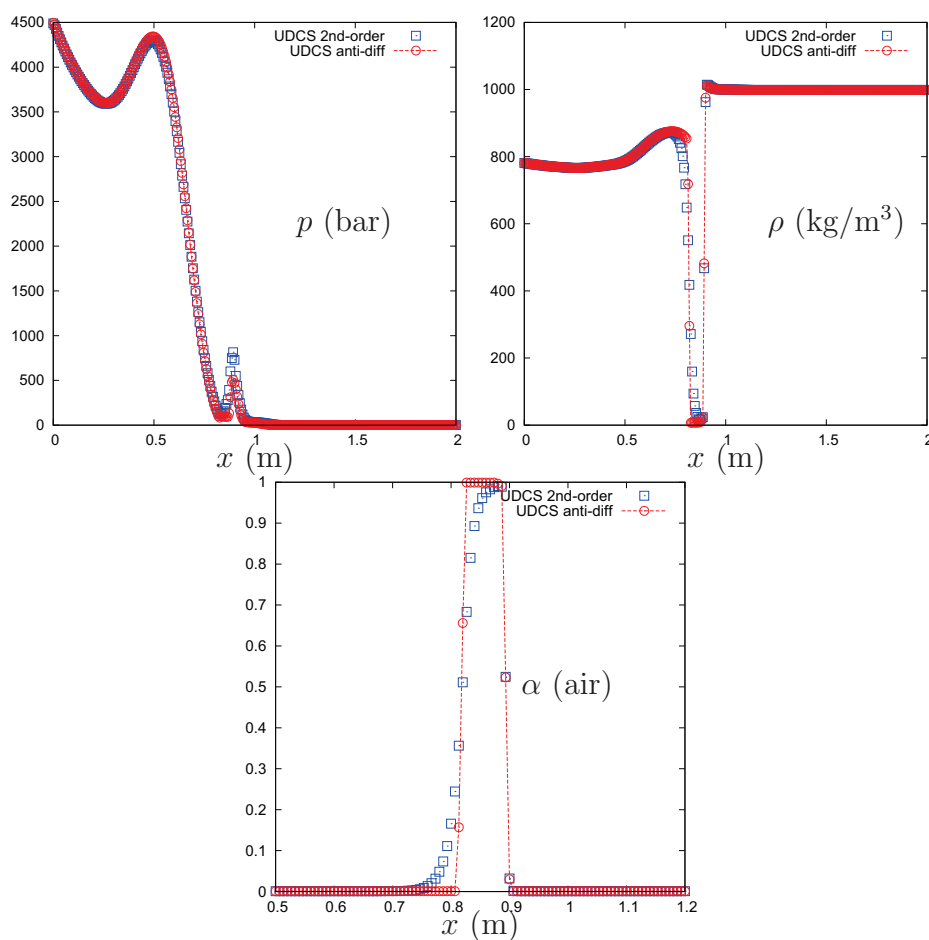 UDCS 2nd-order
UDCS anti-diff
4500
4000
3500
3000
2500
2000
1500
1000
500
0
p (bar)
0 0.5 1 1.5 2
x (m)
UDCS 2nd-order
UDCS anti-diff
1200
1000
800
600
400
200
0
ρ (kg/m³)
0 0.5 1 1.5 2
x (m)
UDCS 2nd-order
UDCS anti-diff
1
0.9
0.8
0.7
0.6
0.5
0.4
0.3
0.2
0.1
0
α (air)
0.5 0.6 0.7 0.8 0.9 1 1.1 1.2
x (m)